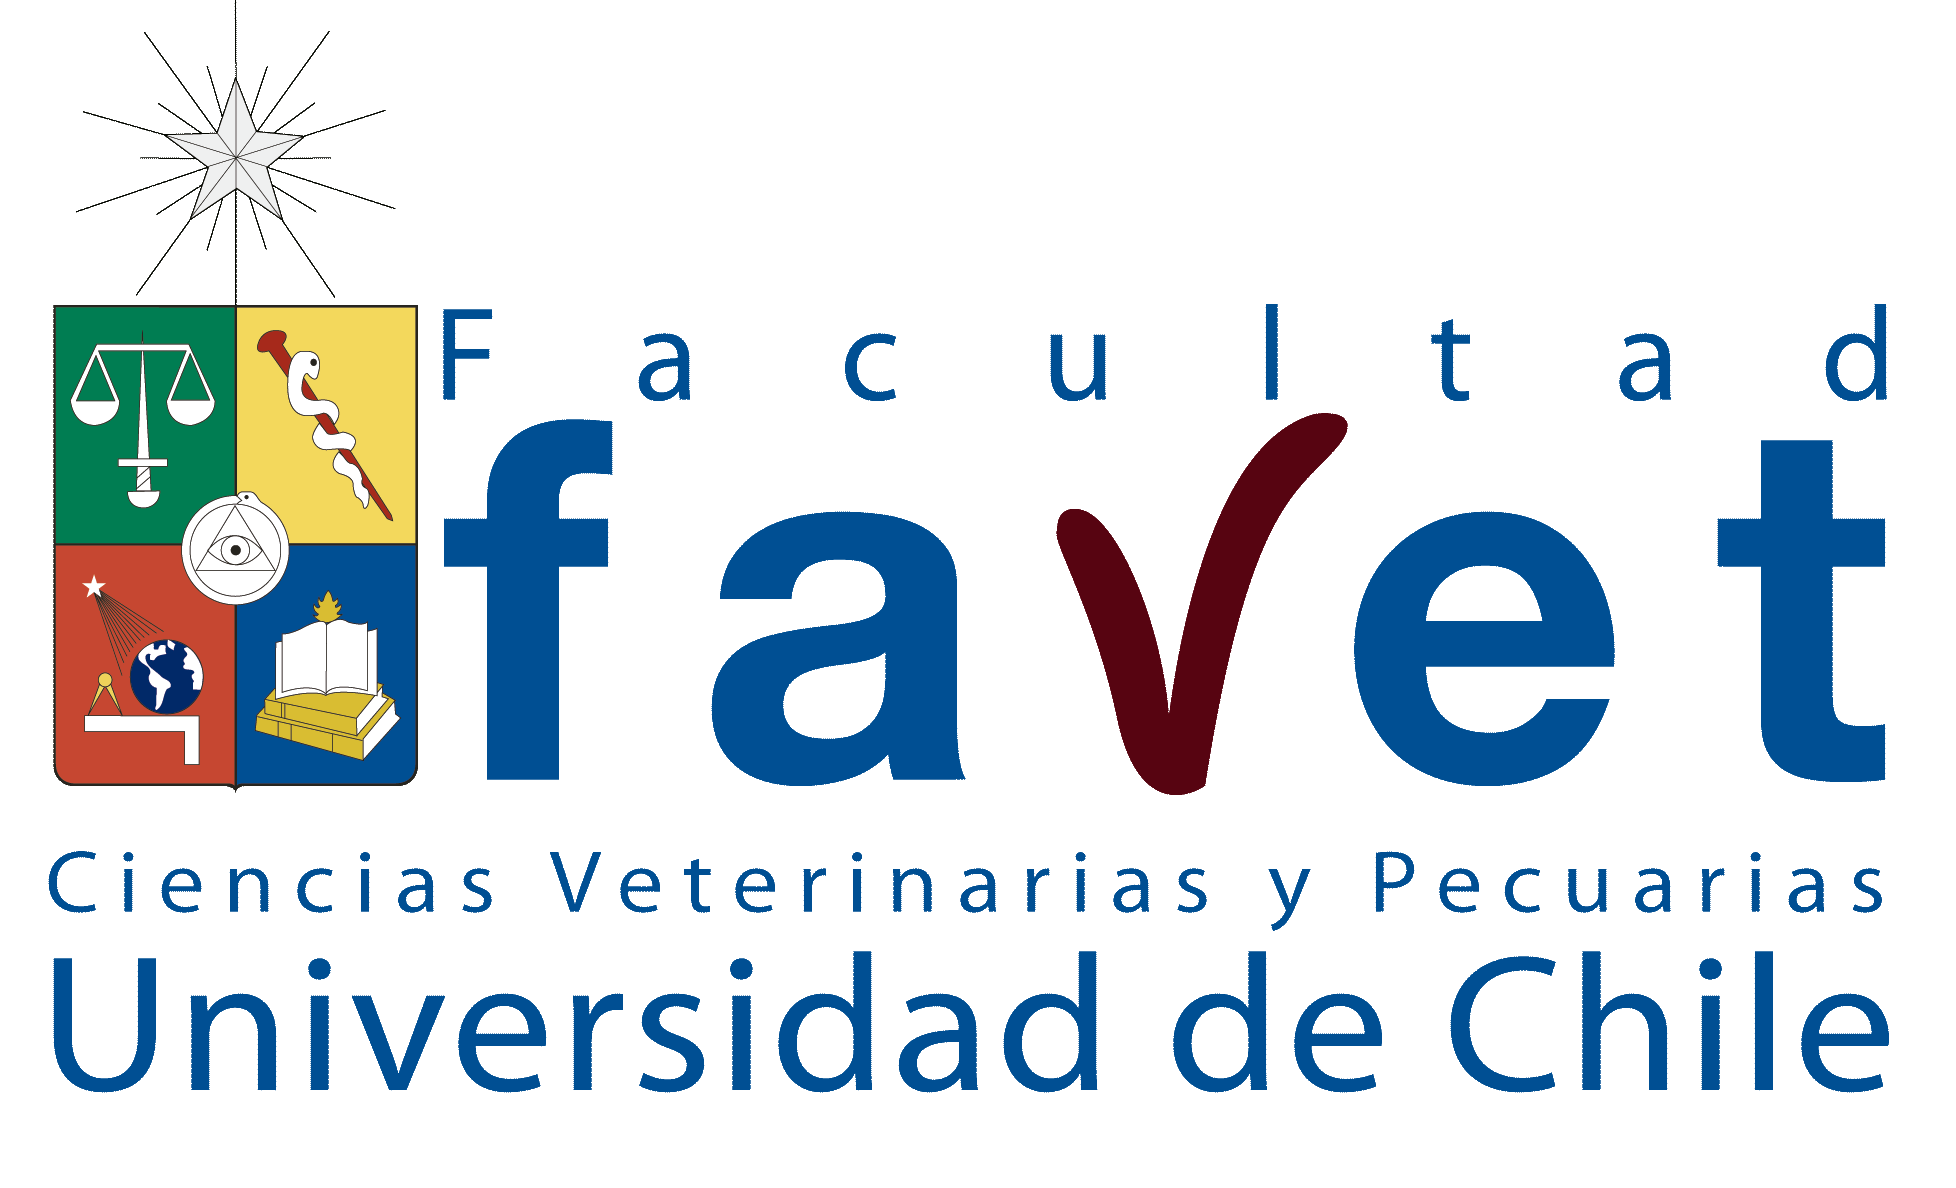 Facultad
favet
Ciencias Veterinarias y Pecuarias
Universidad de Chile